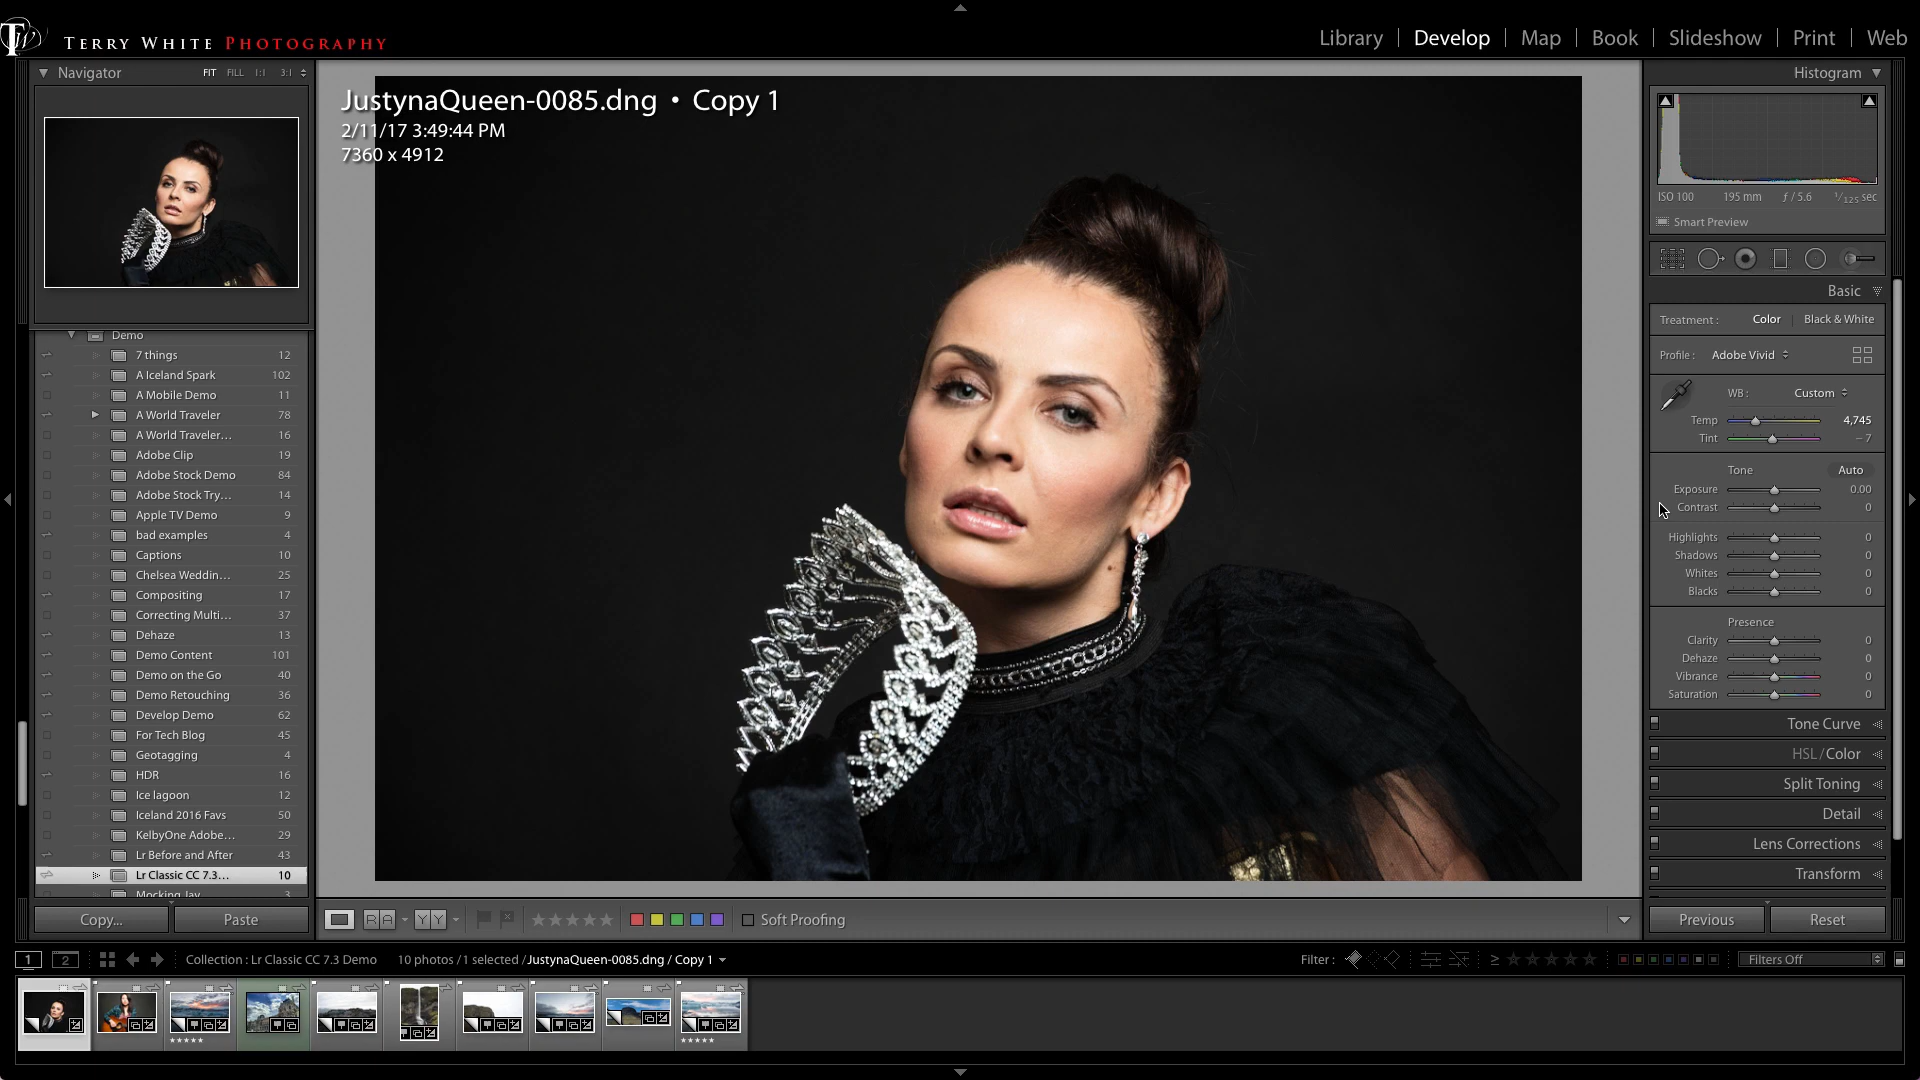 TERRY WHITE PHOTOGRAPHY
Library | Develop | Map | Book | Slideshow | Print | Web
Navigator FIT FILL 1:1 3:1
Demo
7 things 12
A Iceland Spark 102
A Mobile Demo 11
A World Traveler 78
A World Traveler... 16
Adobe Clip 19
Adobe Stock Demo 84
Adobe Stock Try... 14
Apple TV Demo 9
bad examples 4
Captions 10
Chelsea Weddin... 25
Compositing 17
Correcting Multi... 37
Dehaze 13
Demo Content 101
Demo on the Go 40
Demo Retouching 36
Develop Demo 62
For Tech Blog 45
Geotagging 4
HDR 16
Ice lagoon 12
Iceland 2016 Favs 50
KelbyOne Adobe... 29
Lr Before and After 43
Lr Classic CC 7.3... 10
Mocking Jay 3
Copy... Paste
JustynaQueen-0085.dng • Copy 1
2/11/17 3:49:44 PM
7360 x 4912
Soft Proofing
Histogram
ISO 100 195 mm ƒ / 5.6 1/125 sec
Smart Preview
Basic
Treatment : Color | Black & White
Profile : Adobe Vivid
WB : Custom
Temp 4,745
Tint – 7
Tone Auto
Exposure 0.00
Contrast 0
Highlights 0
Shadows 0
Whites 0
Blacks 0
Presence
Clarity 0
Dehaze 0
Vibrance 0
Saturation 0
Tone Curve
HSL / Color
Split Toning
Detail
Lens Corrections
Transform
Previous Reset
1 2 Collection : Lr Classic CC 7.3 Demo 10 photos / 1 selected / JustynaQueen-0085.dng / Copy 1 Filter : ≥ Filters Off